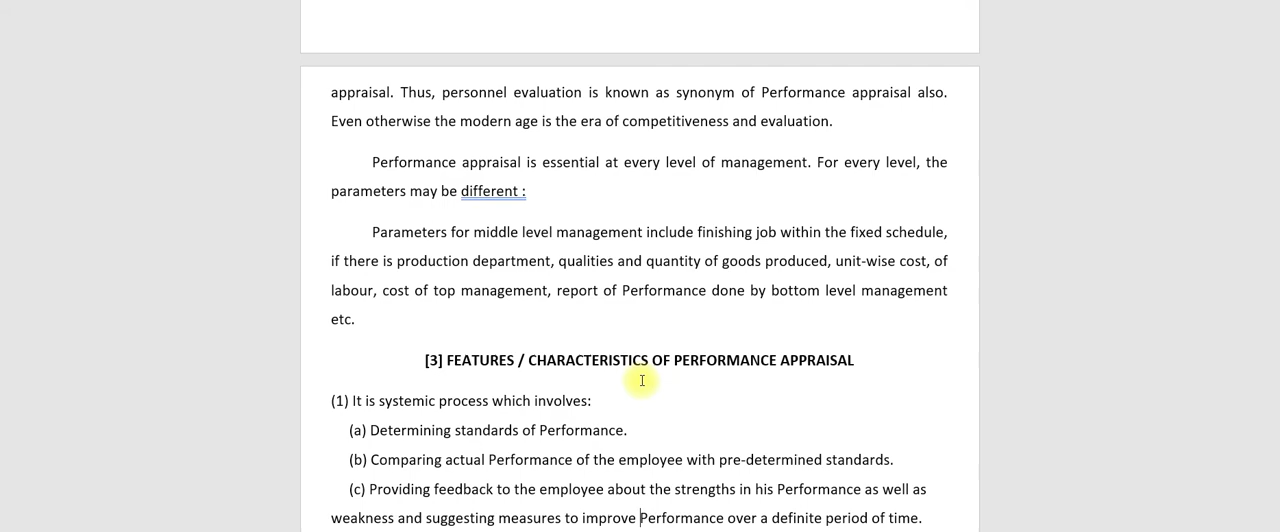 appraisal. Thus, personnel evaluation is known as synonym of Performance appraisal also.
Even otherwise the modern age is the era of competitiveness and evaluation.
Performance appraisal is essential at every level of management. For every level, the
parameters may be different :
Parameters for middle level management include finishing job within the fixed schedule,
if there is production department, qualities and quantity of goods produced, unit-wise cost, of
labour, cost of top management, report of Performance done by bottom level management
etc.
[3] FEATURES / CHARACTERISTICS OF PERFORMANCE APPRAISAL
(1) It is systemic process which involves:
(a) Determining standards of Performance.
(b) Comparing actual Performance of the employee with pre-determined standards.
(c) Providing feedback to the employee about the strengths in his Performance as well as
weakness and suggesting measures to improve Performance over a definite period of time.